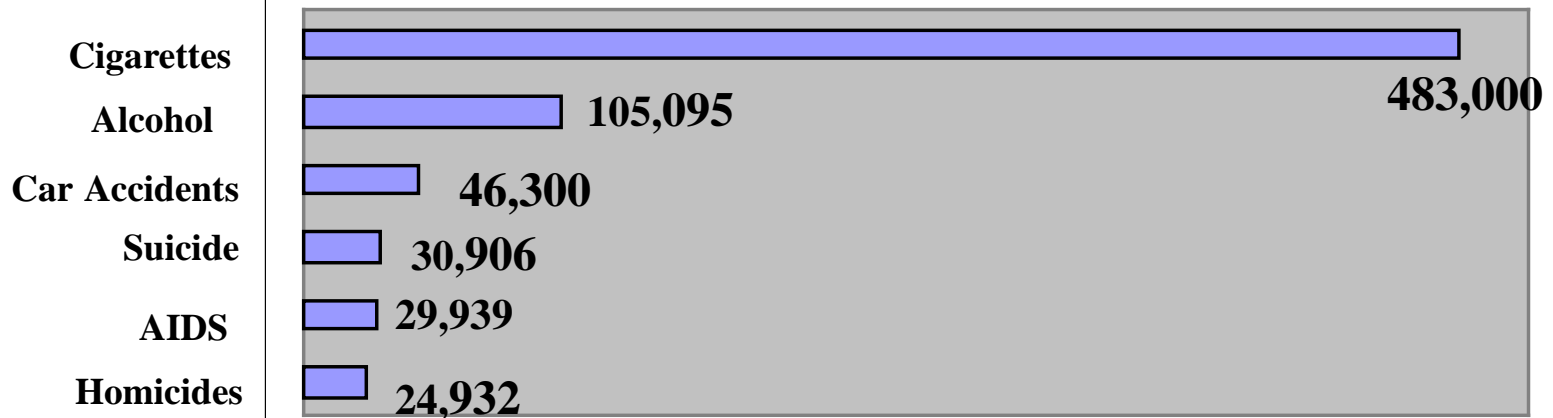 Cigarettes
483,000
Alcohol
105,095
Car Accidents
46,300
Suicide
30,906
AIDS
29,939
Homicides
24,932